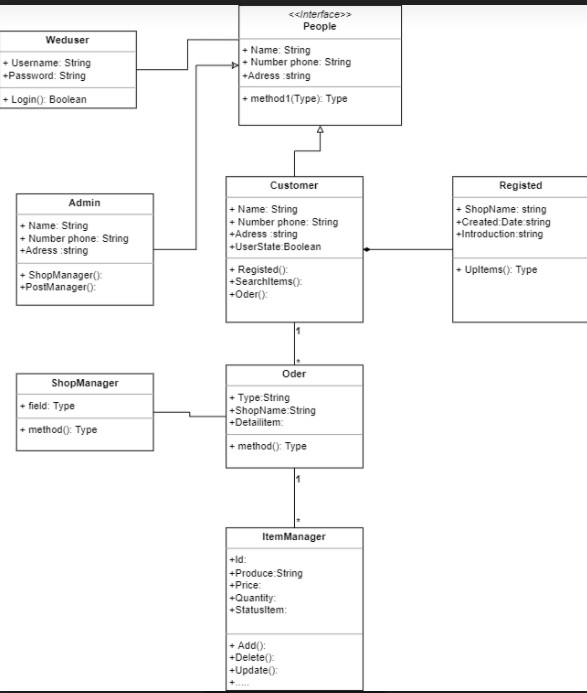 <<interface>>
People
+ Name: String
+ Number phone: String
+Adress :string
+ method1(Type): Type
Weduser
+ Username: String
+Password: String
+ Login(): Boolean
Admin
+ Name: String
+ Number phone: String
+Adress :string
+ ShopManager():
+PostManager():
Customer
+ Name: String
+ Number phone: String
+Adress :string
+UserState:Boolean
+ Registed():
+SearchItems():
+Oder():
Registed
+ ShopName: string
+Created:Date:string
+Introduction:string
+ UpItems(): Type
1
*
ShopManager
+ field: Type
+ method(): Type
Oder
+ Type:String
+ShopName:String
+Detailitem:
+ method(): Type
1
*
ItemManager
+Id:
+Produce:String
+Price:
+Quantity:
+StatusItem:
+ Add():
+Delete():
+Update():
+.....